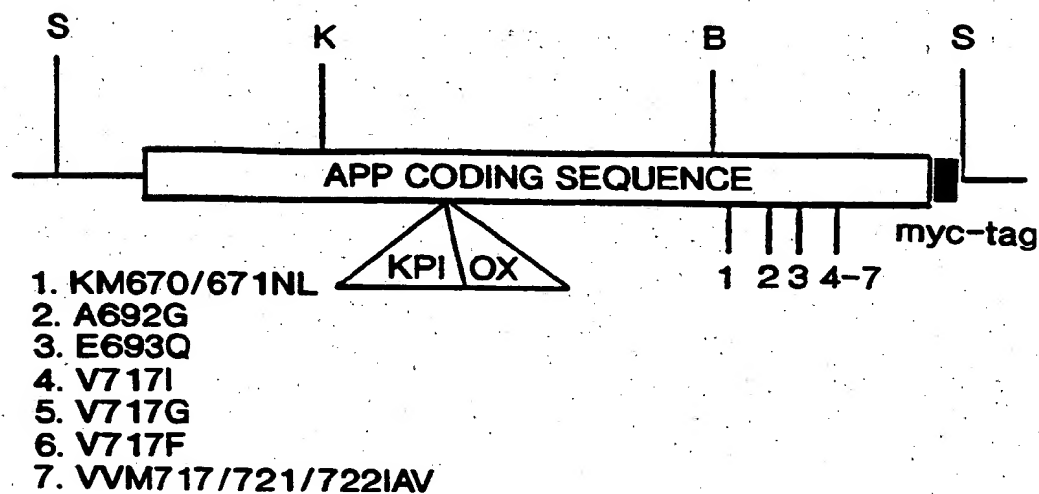 S K B S
APP CODING SEQUENCE
myc-tag
KPI OX
1 2 3 4-7
1. KM670/671NL
2. A692G
3. E693Q
4. V717I
5. V717G
6. V717F
7. VVM717/721/722IAV